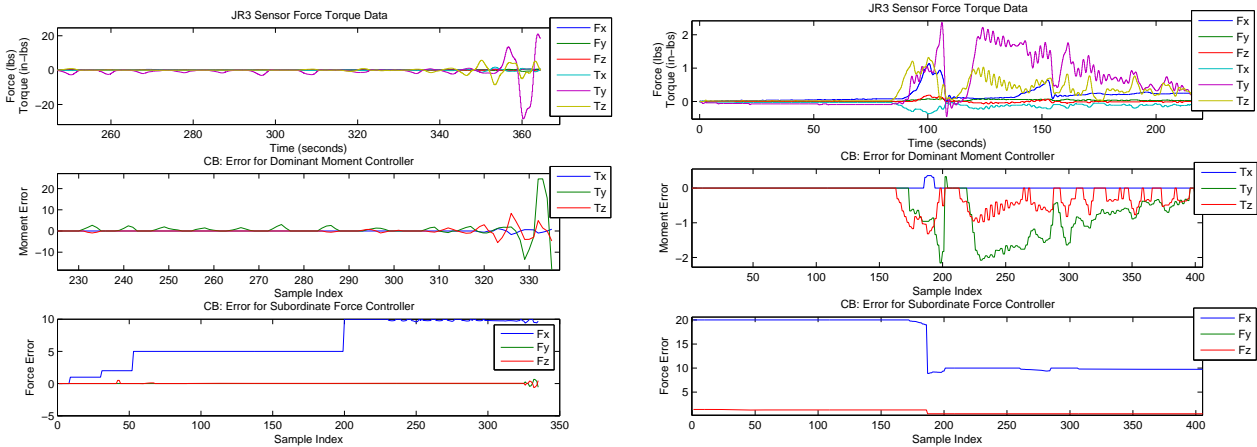 JR3 Sensor Force Torque Data
Force (lbs)
Torque (in-lbs)
20
0
-20
260
280
300
320
340
360
Time (seconds)
Fx
Fy
Fz
Tx
Ty
Tz
CB: Error for Dominant Moment Controller
Moment Error
20
10
0
-10
230
240
250
260
270
280
290
300
310
320
330
Sample Index
Tx
Ty
Tz
CB: Error for Subordinate Force Controller
Force Error
10
5
0
-5
0
50
100
150
200
250
300
350
Sample Index
Fx
Fy
Fz
JR3 Sensor Force Torque Data
Force (lbs)
Torque (in-lbs)
2
1
0
0
50
100
150
200
Time (seconds)
Fx
Fy
Fz
Tx
Ty
Tz
CB: Error for Dominant Moment Controller
Moment Error
0
-1
-2
50
100
150
200
250
300
350
400
Sample Index
Tx
Ty
Tz
CB: Error for Subordinate Force Controller
Force Error
20
15
10
5
0
50
100
150
200
250
300
350
400
Sample Index
Fx
Fy
Fz